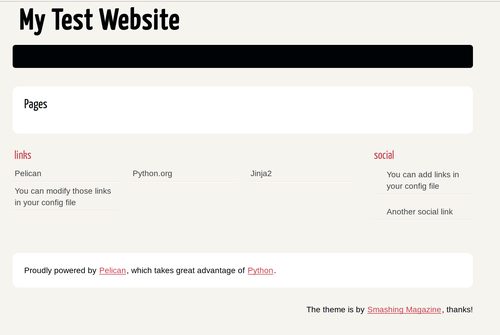 My Test Website
Pages
links
Pelican
Python.org
Jinja2
You can modify those links
in your config file
social
You can add links in
your config file
Another social link
Proudly powered by Pelican, which takes great advantage of Python.
The theme is by Smashing Magazine, thanks!